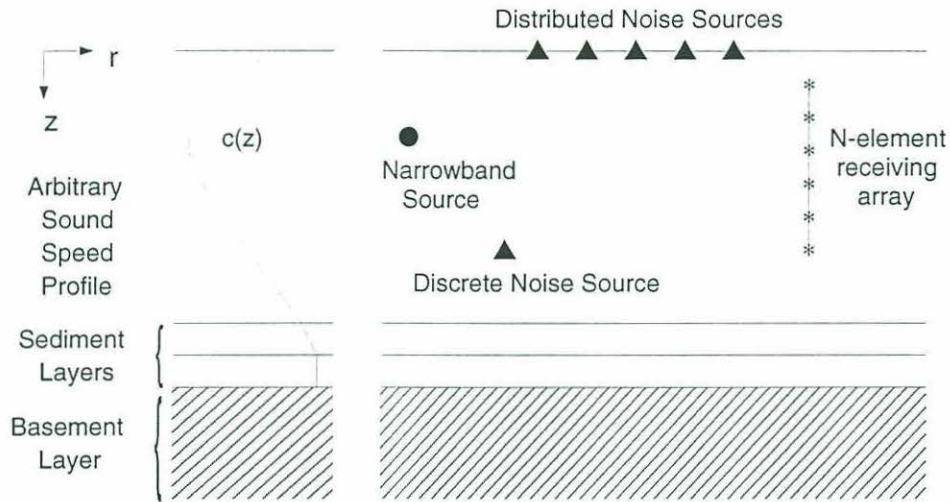 Distributed Noise Sources
r
z
c(z)
Narrowband
Source
N-element
receiving
array
Arbitrary
Sound
Speed
Profile
Discrete Noise Source
Sediment
Layers
Basement
Layer